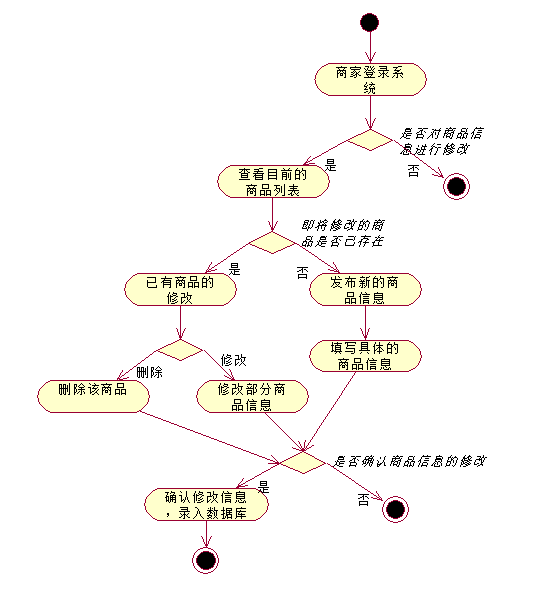 商家登录系
统
是否对商品信
息进行修改
是
否
查看目前的
商品列表
即将修改的商
品是否已存在
是
否
已有商品的
修改
发布新的商
品信息
填写具体的
商品信息
删除
修改
删除该商品
修改部分商
品信息
是否确认商品信息的修改
是
否
确认修改信息
，录入数据库